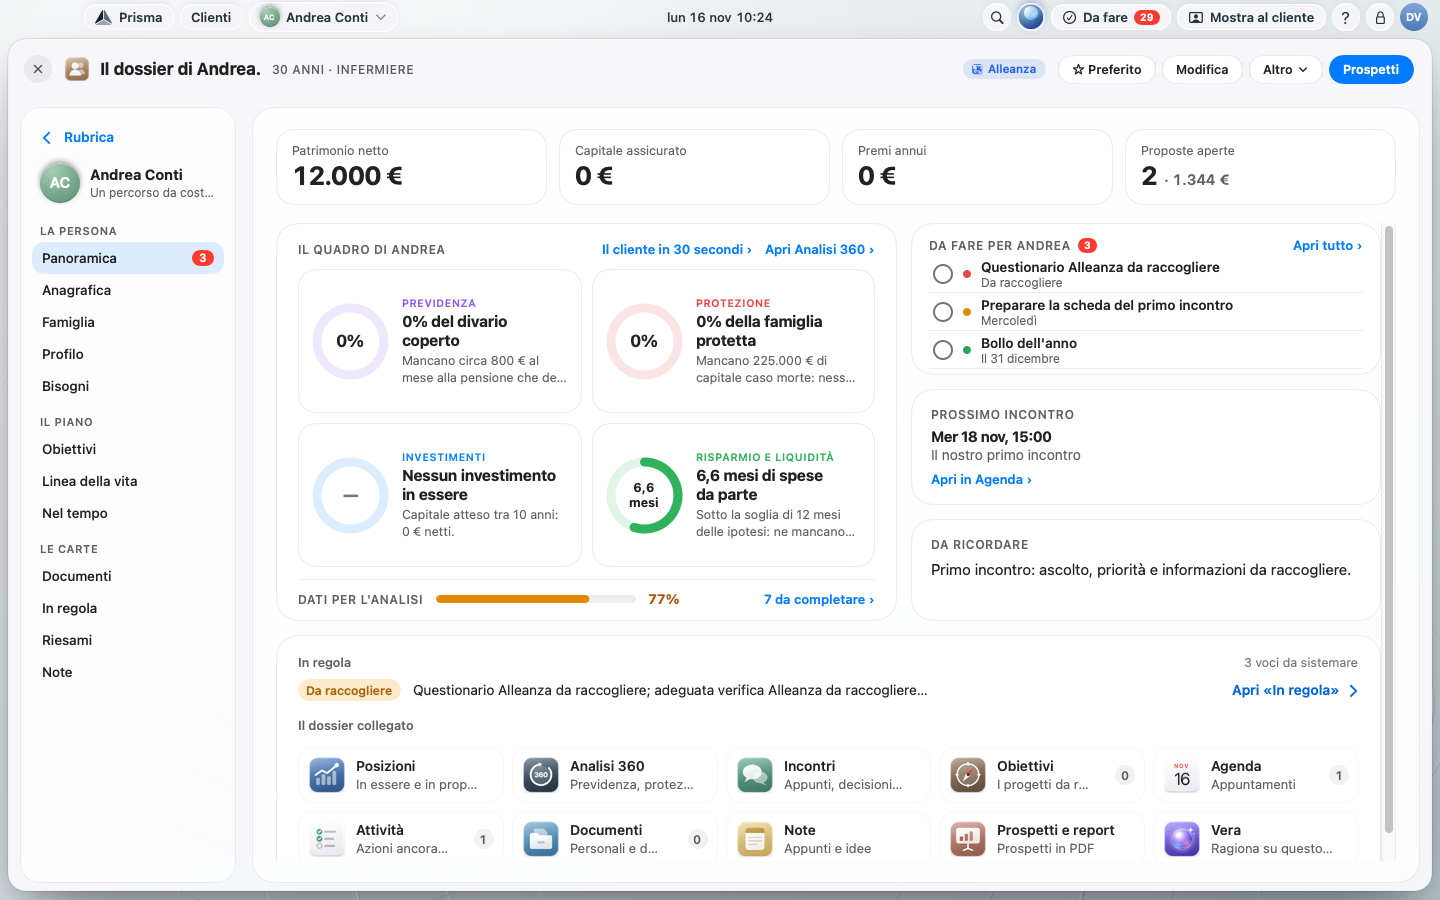 Prisma
Clienti
AC Andrea Conti
lun 16 nov 10:24
Da fare 29
Mostra al cliente
?
DV
Il dossier di Andrea. 30 ANNI · INFERMIERE
Alleanza
Preferito
Modifica
Altro
Prospetti
Rubrica
AC
Andrea Conti
Un percorso da cost...
LA PERSONA
Panoramica 3
Anagrafica
Famiglia
Profilo
Bisogni
IL PIANO
Obiettivi
Linea della vita
Nel tempo
LE CARTE
Documenti
In regola
Riesami
Note
Patrimonio netto
12.000 €
Capitale assicurato
0 €
Premi annui
0 €
Proposte aperte
2 · 1.344 €
IL QUADRO DI ANDREA
Il cliente in 30 secondi ›
Apri Analisi 360 ›
0%
PREVIDENZA
0% del divario
coperto
Mancano circa 800 € al
mese alla pensione che de...
0%
PROTEZIONE
0% della famiglia
protetta
Mancano 225.000 € di
capitale caso morte: ness...
—
INVESTIMENTI
Nessun investimento
in essere
Capitale atteso tra 10 anni:
0 € netti.
6,6
mesi
RISPARMIO E LIQUIDITÀ
6,6 mesi di spese
da parte
Sotto la soglia di 12 mesi
delle ipotesi: ne mancano...
DATI PER L'ANALISI
77%
7 da completare ›
DA FARE PER ANDREA 3
Apri tutto ›
Questionario Alleanza da raccogliere
Da raccogliere
Preparare la scheda del primo incontro
Mercoledì
Bollo dell'anno
Il 31 dicembre
PROSSIMO INCONTRO
Mer 18 nov, 15:00
Il nostro primo incontro
Apri in Agenda ›
DA RICORDARE
Primo incontro: ascolto, priorità e informazioni da raccogliere.
In regola
3 voci da sistemare
Da raccogliere
Questionario Alleanza da raccogliere; adeguata verifica Alleanza da raccogliere...
Apri «In regola»
Il dossier collegato
Posizioni
In essere e in prop...
360
Analisi 360
Previdenza, protez...
Incontri
Appunti, decisioni...
Obiettivi
I progetti da r...
0
NOV
16
Agenda
Appuntamenti
1
Attività
Azioni ancora...
1
Documenti
Personali e d...
0
Note
Appunti e idee
Prospetti e report
Prospetti in PDF
Vera
Ragiona su questo...